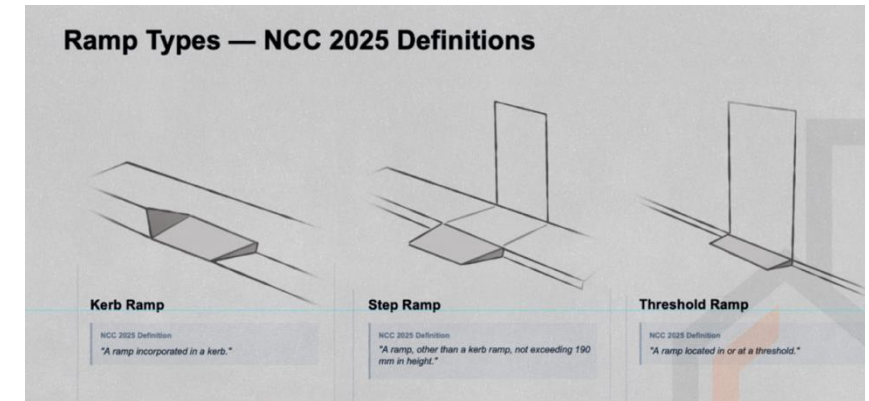 Ramp Types — NCC 2025 Definitions
Kerb Ramp
NCC 2025 Definition
"A ramp incorporated in a kerb."
Step Ramp
NCC 2025 Definition
"A ramp, other than a kerb ramp, not exceeding 190
mm in height."
Threshold Ramp
NCC 2025 Definition
"A ramp located in or at a threshold."